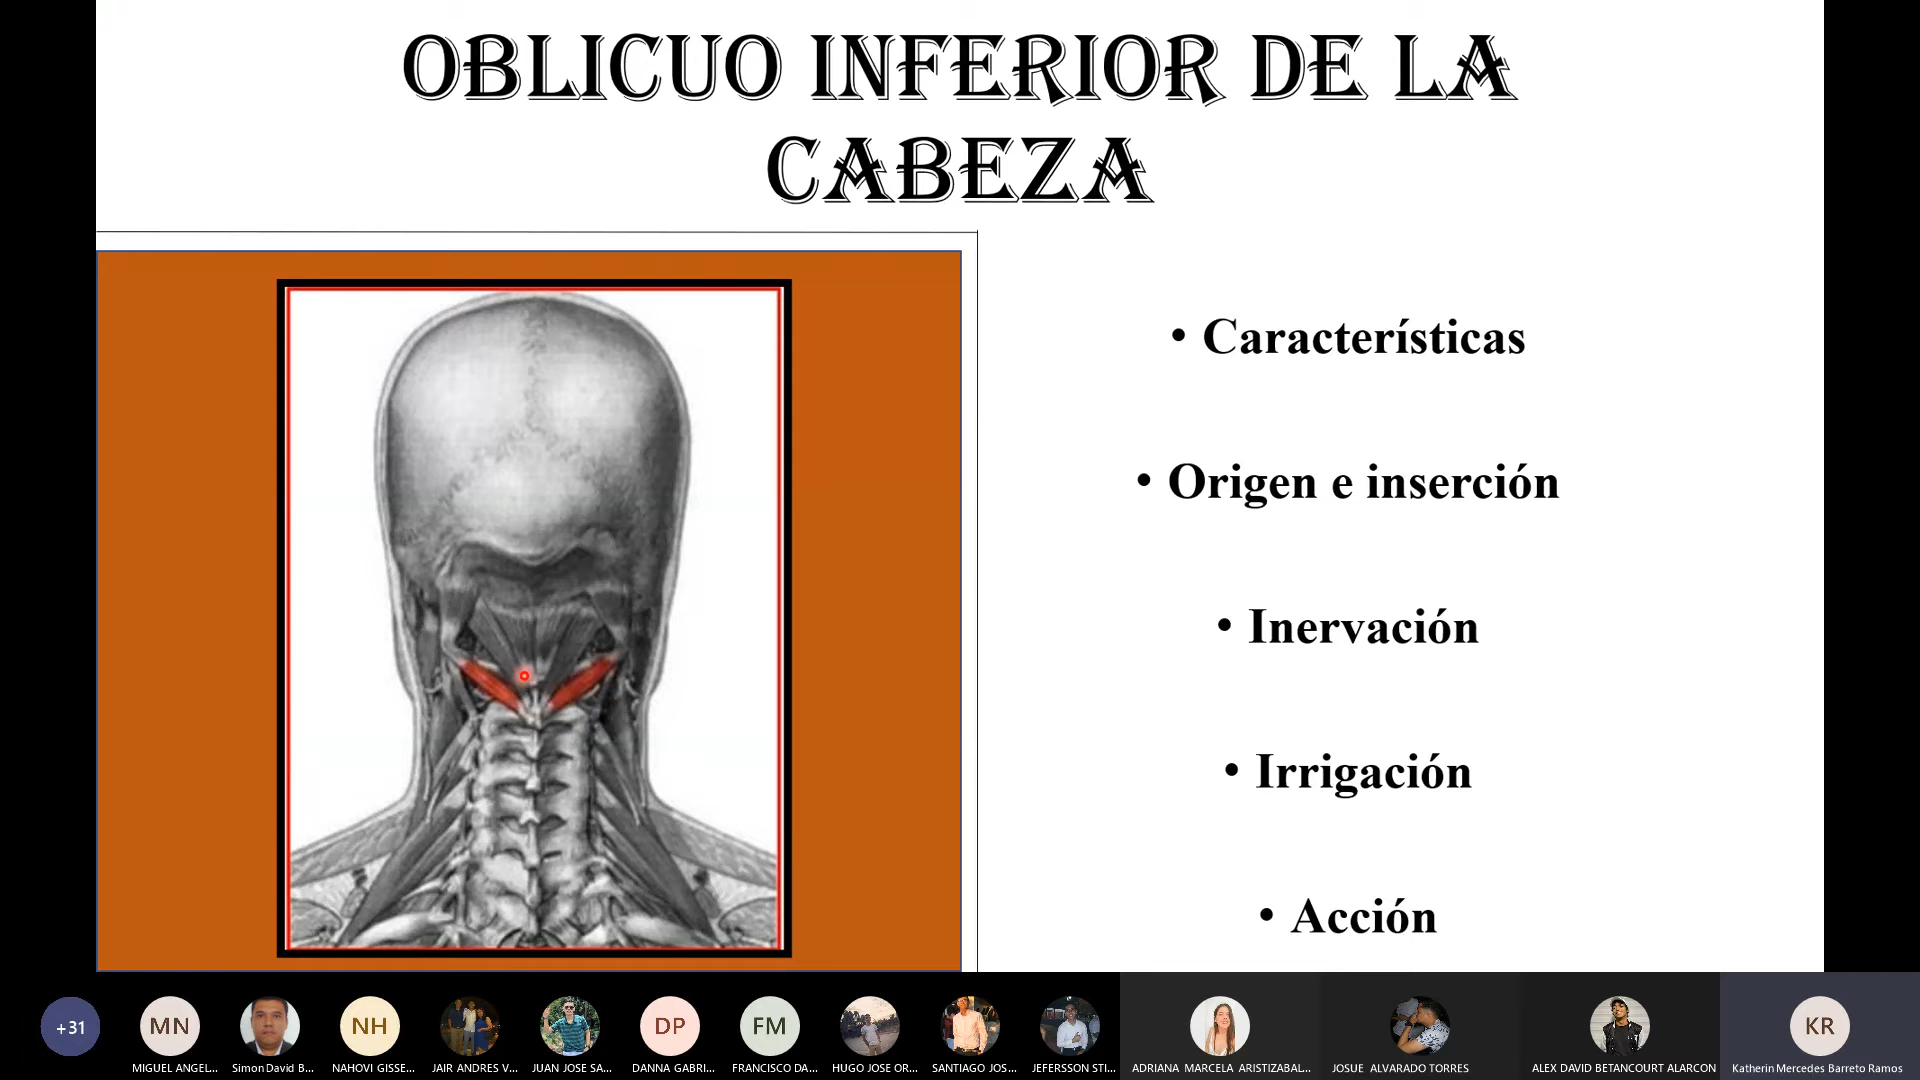 OBLICUO INFERIOR DE LA
CABEZA
• Características
• Origen e inserción
• Inervación
• Irrigación
• Acción
+31
MN
NH
DP
FM
KR
MIGUEL ANGEL...
Simon David B...
NAHOVI GISSE...
JAIR ANDRES V...
JUAN JOSE SA...
DANNA GABRI...
FRANCISCO DA...
HUGO JOSE OR...
SANTIAGO JOS...
JEFERSSON STI...
ADRIANA MARCELA ARISTIZABAL...
JOSUE ALVARADO TORRES
ALEX DAVID BETANCOURT ALARCON
Katherin Mercedes Barreto Ramos